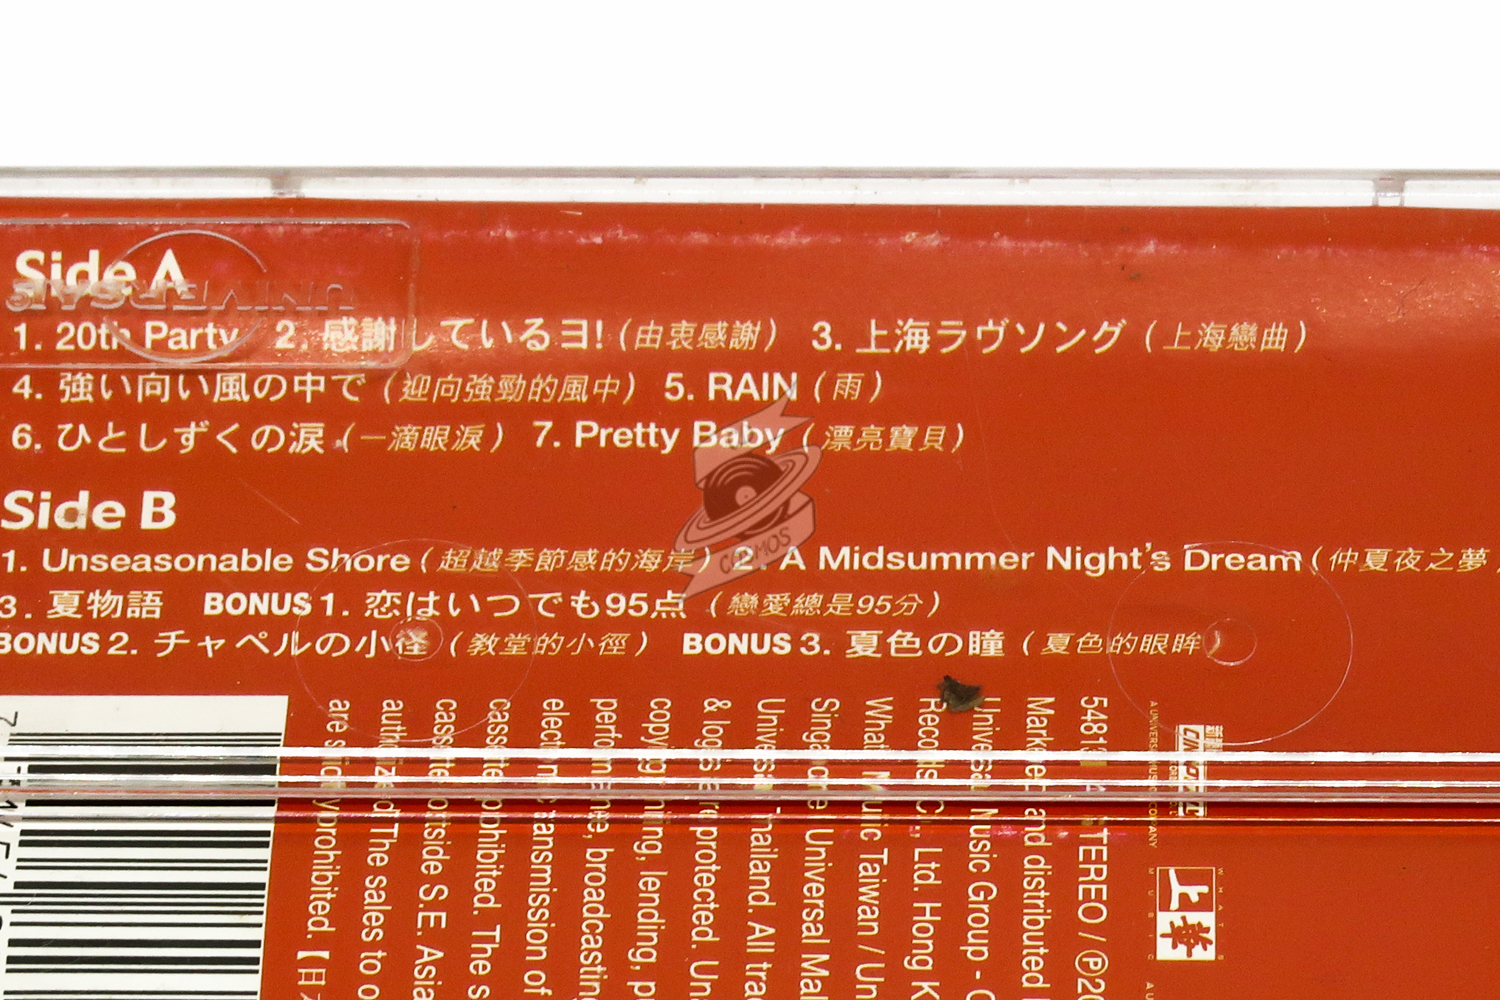 Side A
UNIVERSAL
1. 20th Party 2. 感謝しているヨ! (由衷感謝) 3. 上海ラヴソング (上海戀曲)
4. 強い向い風の中で (迎向強勁的風中) 5. RAIN (雨)
6. ひとしずくの涙 (一滴眼淚) 7. Pretty Baby (漂亮寶貝)
COSMOS
Side B
1. Unseasonable Shore (超越季節感的海岸) 2. A Midsummer Night's Dream (仲夏夜之夢
3. 夏物語 BONUS 1. 恋はいつでも95点 (戀愛總是95分)
BONUS 2. チャペルの小径 (教堂的小徑) BONUS 3. 夏色の瞳 (夏色的眼眸)
STEREO / Ⓟ
and distributed
Universal Music Group -
Records Co., Ltd. Hong
What's Music Taiwan /
Singapore Universal
Universal Thailand. All
& logos are protected.
copying, hiring, lending,
performance, broadcasting
electronic transmission of
cassette prohibited. The
cassette outside S.E. Asia
authorized. The sales to
are strictly prohibited.【日
A UNIVERSAL MUSIC COMPANY
上華
WHAT'S
MUSIC